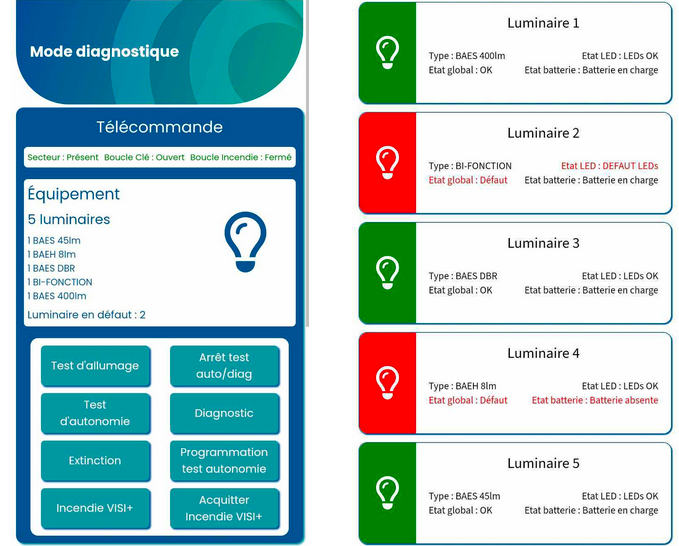 Mode diagnostique
Télécommande
Secteur : Présent Boucle Clé : Ouvert Boucle Incendie : Fermé
Équipement
5 luminaires
1 BAES 45lm
1 BAEH 8lm
1 BAES DBR
1 BI-FONCTION
1 BAES 400lm
Luminaire en défaut : 2
Test d'allumage
Arrêt test
auto/diag
Test
d'autonomie
Diagnostic
Extinction
Programmation
test autonomie
Incendie VISI+
Acquitter
Incendie VISI+
Luminaire 1
Type : BAES 400lm Etat LED : LEDs OK
Etat global : OK Etat batterie : Batterie en charge
Luminaire 2
Type : BI-FONCTION Etat LED : DEFAUT LEDs
Etat global : Défaut Etat batterie : Batterie en charge
Luminaire 3
Type : BAES DBR Etat LED : LEDs OK
Etat global : OK Etat batterie : Batterie en charge
Luminaire 4
Type : BAEH 8lm Etat LED : LEDs OK
Etat global : Défaut Etat batterie : Batterie absente
Luminaire 5
Type : BAES 45lm Etat LED : LEDs OK
Etat global : OK Etat batterie : Batterie en charge